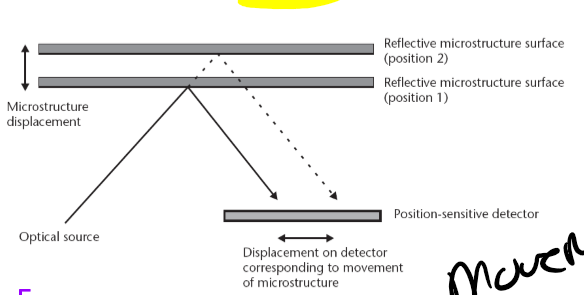 Reflective microstructure surface
(position 2)
Reflective microstructure surface
(position 1)
Microstructure
displacement
Position-sensitive detector
Optical source
Displacement on detector
corresponding to movement
of microstructure